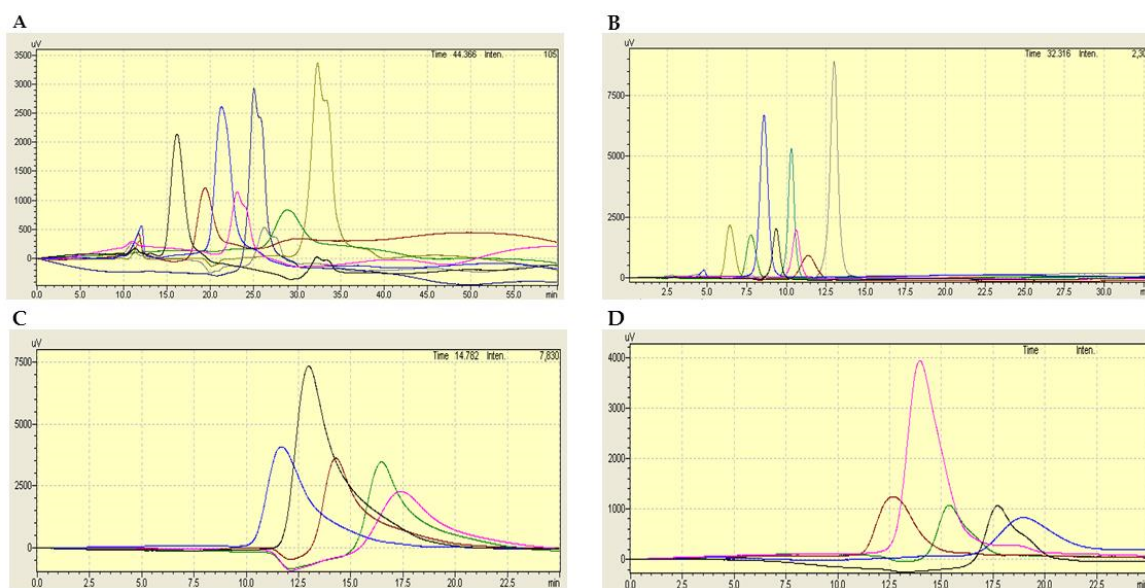 A
uV
Time 44.366 Inten. 105
3500
3000
2500
2000
1500
1000
500
0
0.0 5.0 10.0 15.0 20.0 25.0 30.0 35.0 40.0 45.0 50.0 55.0
min
B
uV
Time 32.316 Inten. 2,30
7500
5000
2500
0
2.5 5.0 7.5 10.0 12.5 15.0 17.5 20.0 22.5 25.0 27.5 30.0
C
uV
Time 14.782 Inten. 7,830
7500
5000
2500
0
0.0 2.5 5.0 7.5 10.0 12.5 15.0 17.5 20.0 22.5
min
D
uV
Time Inten.
4000
3000
2000
1000
0
0.0 2.5 5.0 7.5 10.0 12.5 15.0 17.5 20.0 22.5